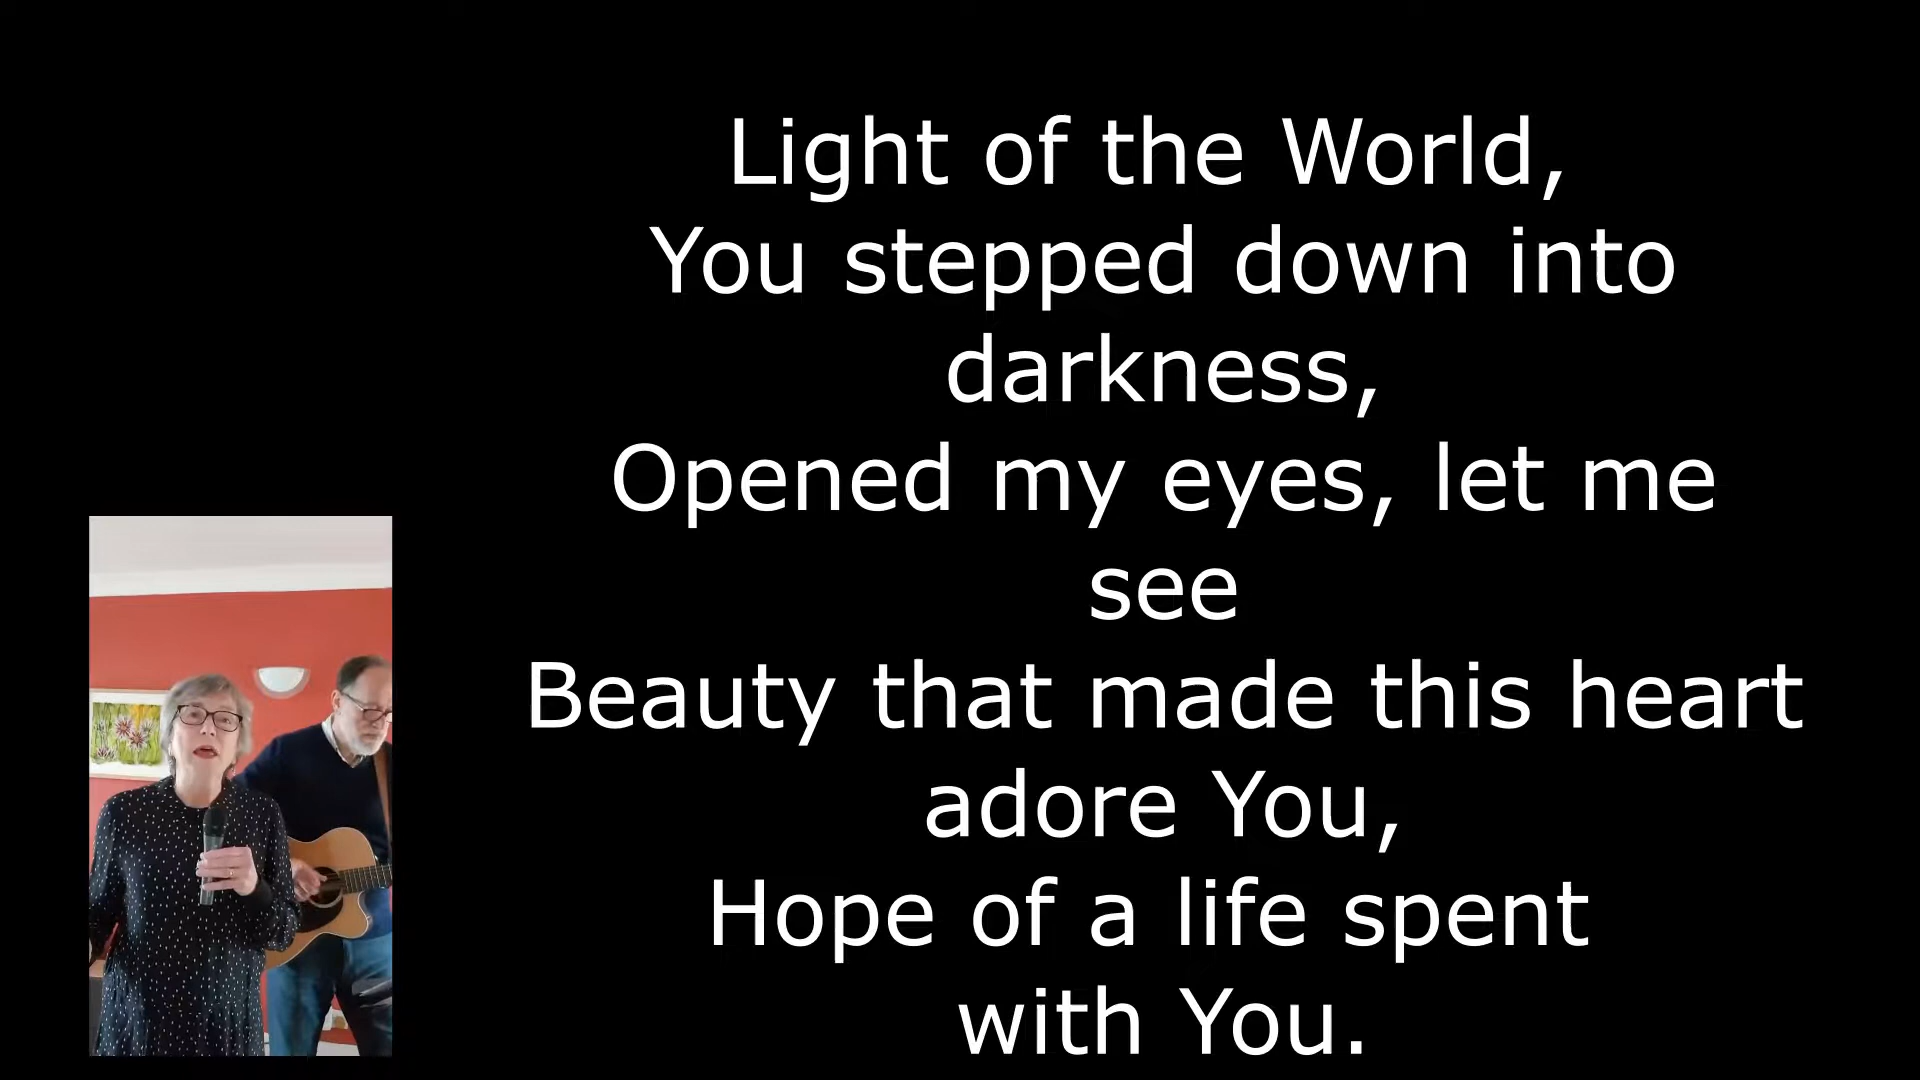 Light of the World,
You stepped down into
darkness,
Opened my eyes, let me
see
Beauty that made this heart
adore You,
Hope of a life spent
with You.